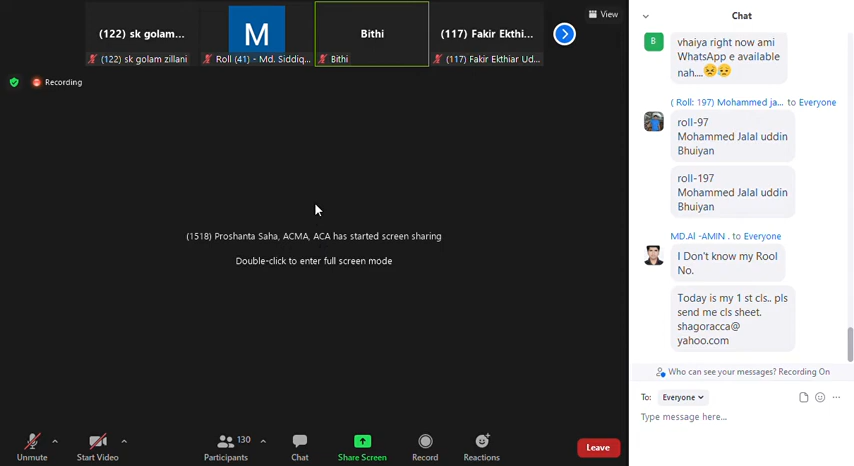 (122) sk golam...
M
Bithi
(117) Fakir Ekthi...
View
(122) sk golam zillani
Roll (41) - Md. Siddiq...
Bithi
(117) Fakir Ekthiar Ud...
Recording
(1518) Proshanta Saha, ACMA, ACA has started screen sharing
Double-click to enter full screen mode
Unmute
Start Video
Participants
130
Chat
Share Screen
Record
Reactions
Leave
Chat
B
vhaiya right now ami
WhatsApp e available
nah....
( Roll: 197) Mohammed ja... to Everyone
roll-97
Mohammed Jalal uddin
Bhuiyan
roll-197
Mohammed Jalal uddin
Bhuiyan
MD.Al -AMIN . to Everyone
I Don't know my Rool
No.
Today is my 1 st cls.. pls
send me cls sheet.
shagoracca@
yahoo.com
Who can see your messages? Recording On
To: Everyone
Type message here...